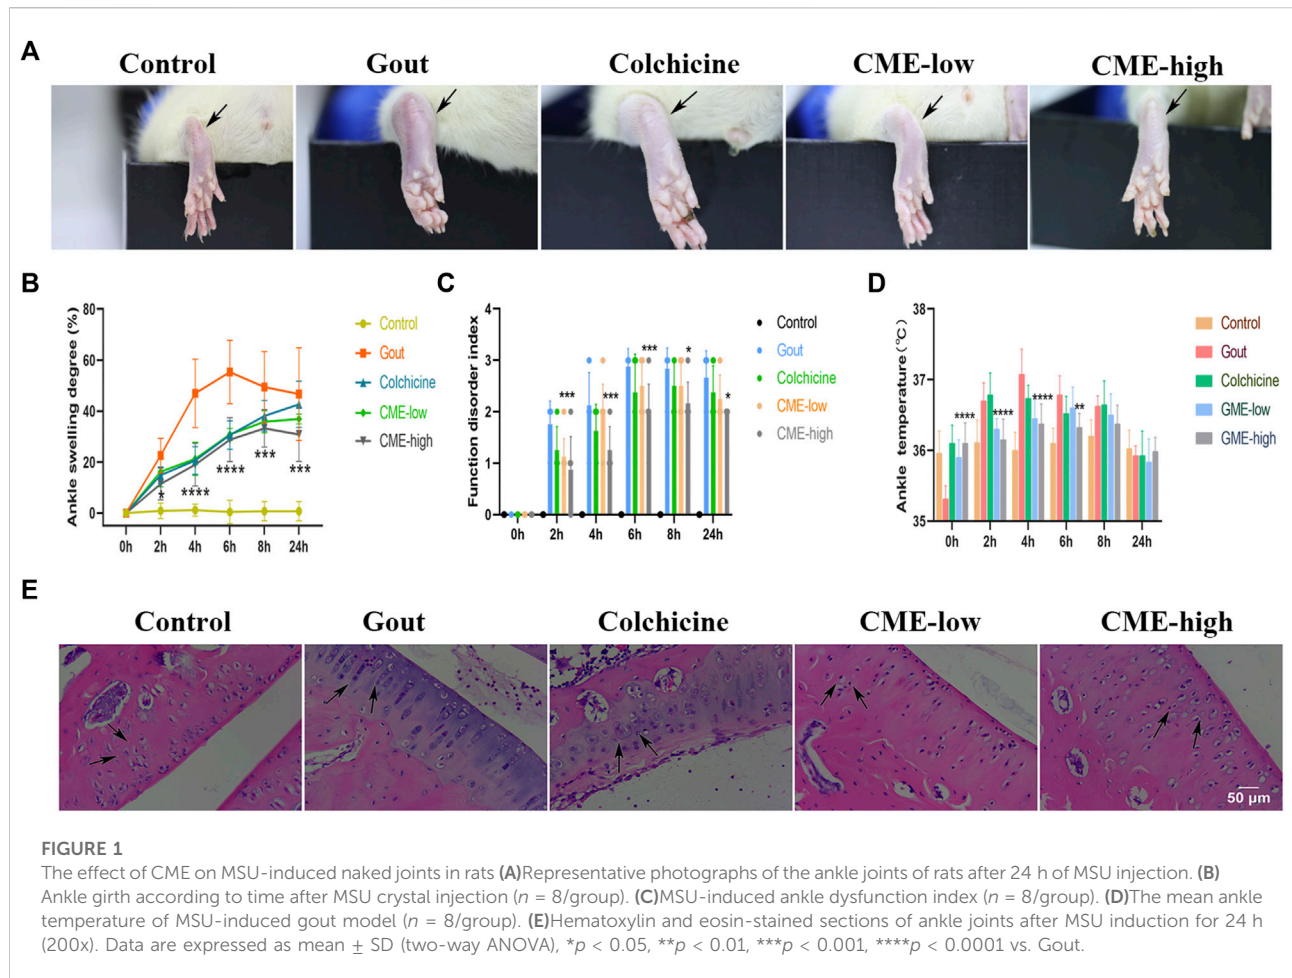 A
Control Gout Colchicine CME-low CME-high
B
Ankle swelling degree (%)
80
60
40
20
0
0h 2h 4h 6h 8h 24h
* **** **** *** ***
Control
Gout
Colchicine
CME-low
CME-high
C
Function disorder index
4
3
2
1
0
0h 2h 4h 6h 8h 24h
*** *** *** * *
Control
Gout
Colchicine
CME-low
CME-high
D
Ankle temperature (°C)
38
37
36
35
0h 2h 4h 6h 8h 24h
**** **** **** **
Control
Gout
Colchicine
GME-low
GME-high
E
Control Gout Colchicine CME-low CME-high
50 µm
FIGURE 1
The effect of CME on MSU-induced naked joints in rats (A)Representative photographs of the ankle joints of rats after 24 h of MSU injection. (B)
Ankle girth according to time after MSU crystal injection (n = 8/group). (C)MSU-induced ankle dysfunction index (n = 8/group). (D)The mean ankle
temperature of MSU-induced gout model (n = 8/group). (E)Hematoxylin and eosin-stained sections of ankle joints after MSU induction for 24 h
(200x). Data are expressed as mean ± SD (two-way ANOVA), *p < 0.05, **p < 0.01, ***p < 0.001, ****p < 0.0001 vs. Gout.